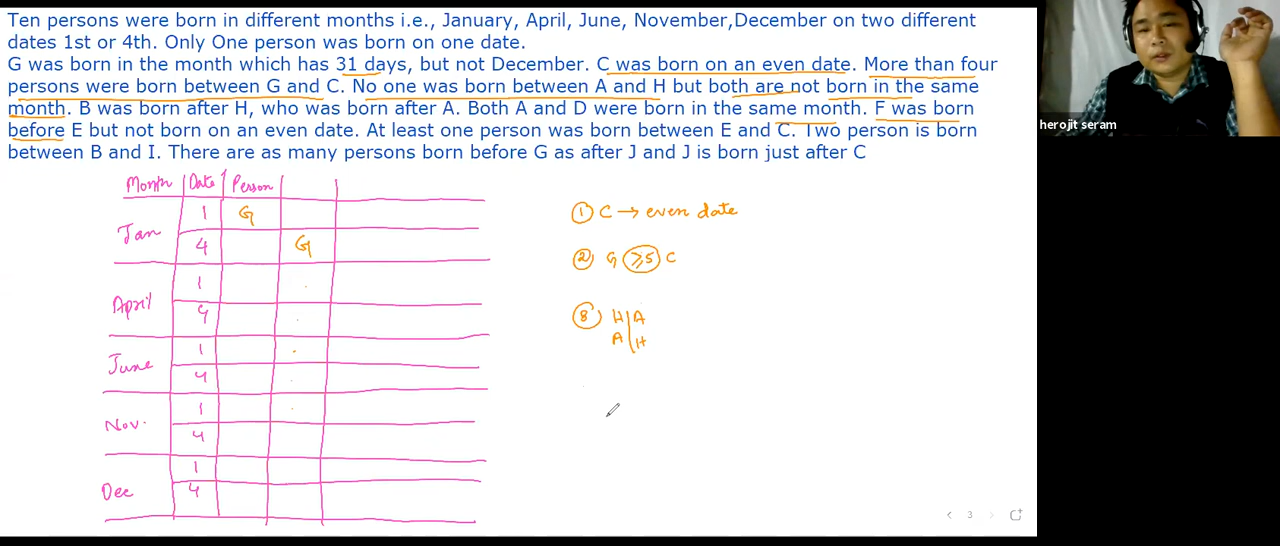 Ten persons were born in different months i.e., January, April, June, November,December on two different
dates 1st or 4th. Only One person was born on one date.
G was born in the month which has 31 days, but not December. C was born on an even date. More than four
persons were born between G and C. No one was born between A and H but both are not born in the same
month. B was born after H, who was born after A. Both A and D were born in the same month. F was born
before E but not born on an even date. At least one person was born between E and C. Two person is born
between B and I. There are as many persons born before G as after J and J is born just after C
herojit seram
Month Date Person
Jan 1 G
4 G
April 1
4
June 1
4
Nov. 1
4
Dec 1
4
① C → even date
② G ≥5 C
⑧ H|A
A|H
3